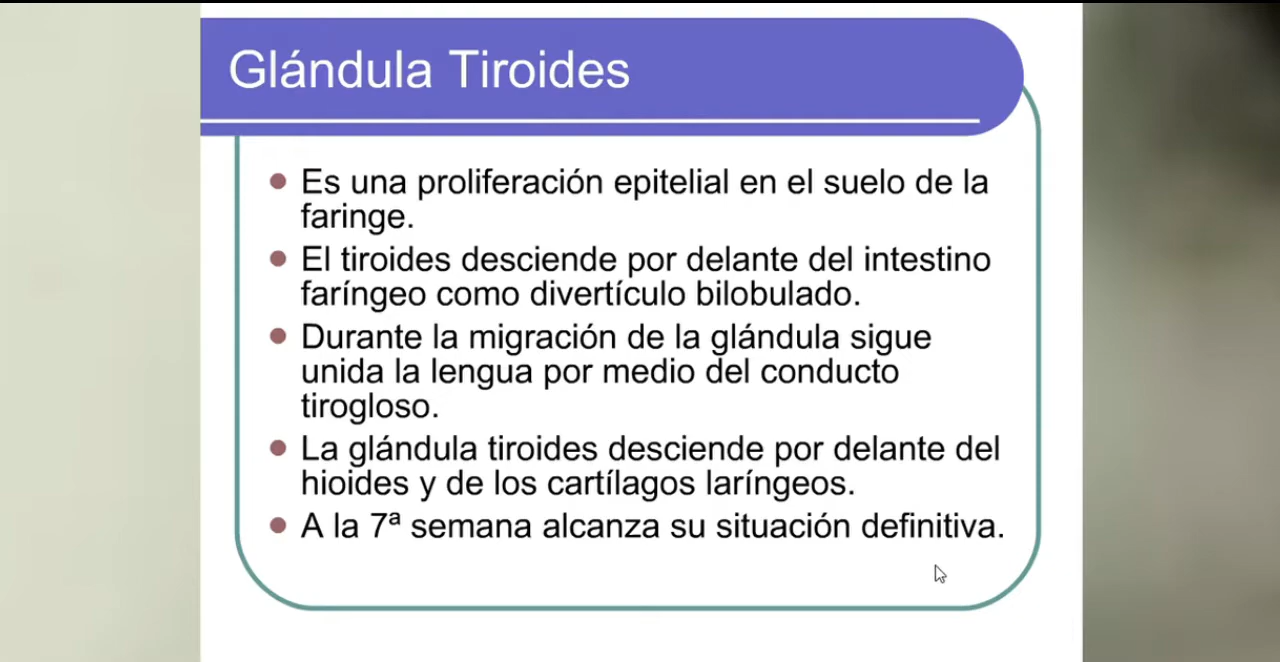 Glándula Tiroides
Es una proliferación epitelial en el suelo de la
faringe.
El tiroides desciende por delante del intestino
faríngeo como divertículo bilobulado.
Durante la migración de la glándula sigue
unida la lengua por medio del conducto
tirogloso.
La glándula tiroides desciende por delante del
hioides y de los cartílagos laríngeos.
A la 7ª semana alcanza su situación definitiva.